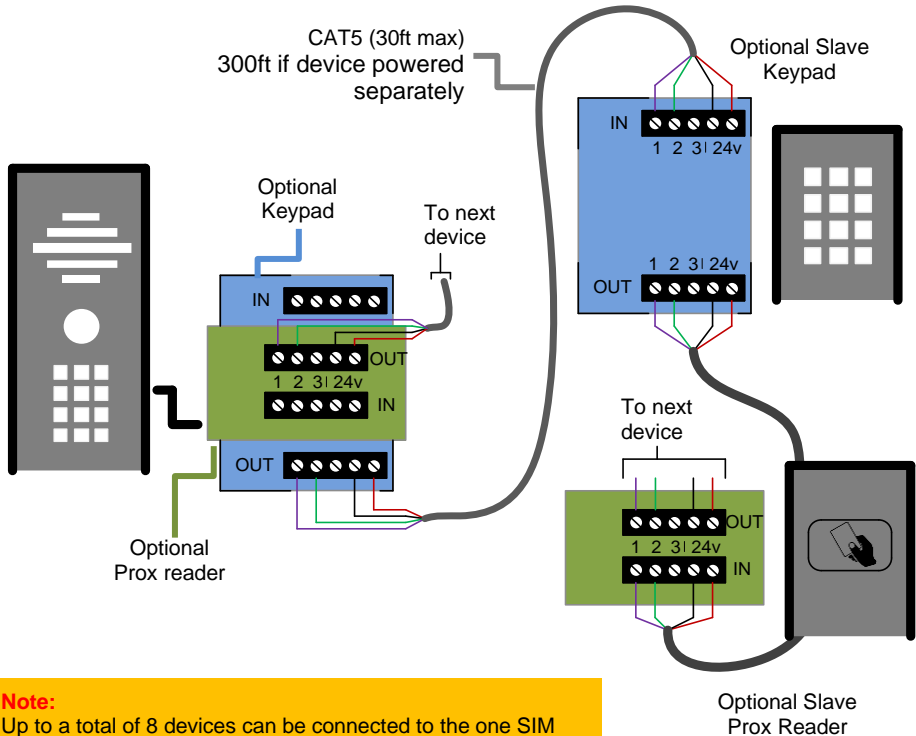 CAT5 (30ft max)
300ft if device powered
separately
Optional Slave
Keypad
IN
1 2 3| 24v
1 2 3| 24v
OUT
Optional
Keypad
To next
device
IN
OUT
1 2 3| 24v
IN
OUT
Optional
Prox reader
To next
device
OUT
1 2 3| 24v
IN
Optional Slave
Prox Reader
Note:
Up to a total of 8 devices can be connected to the one SIM